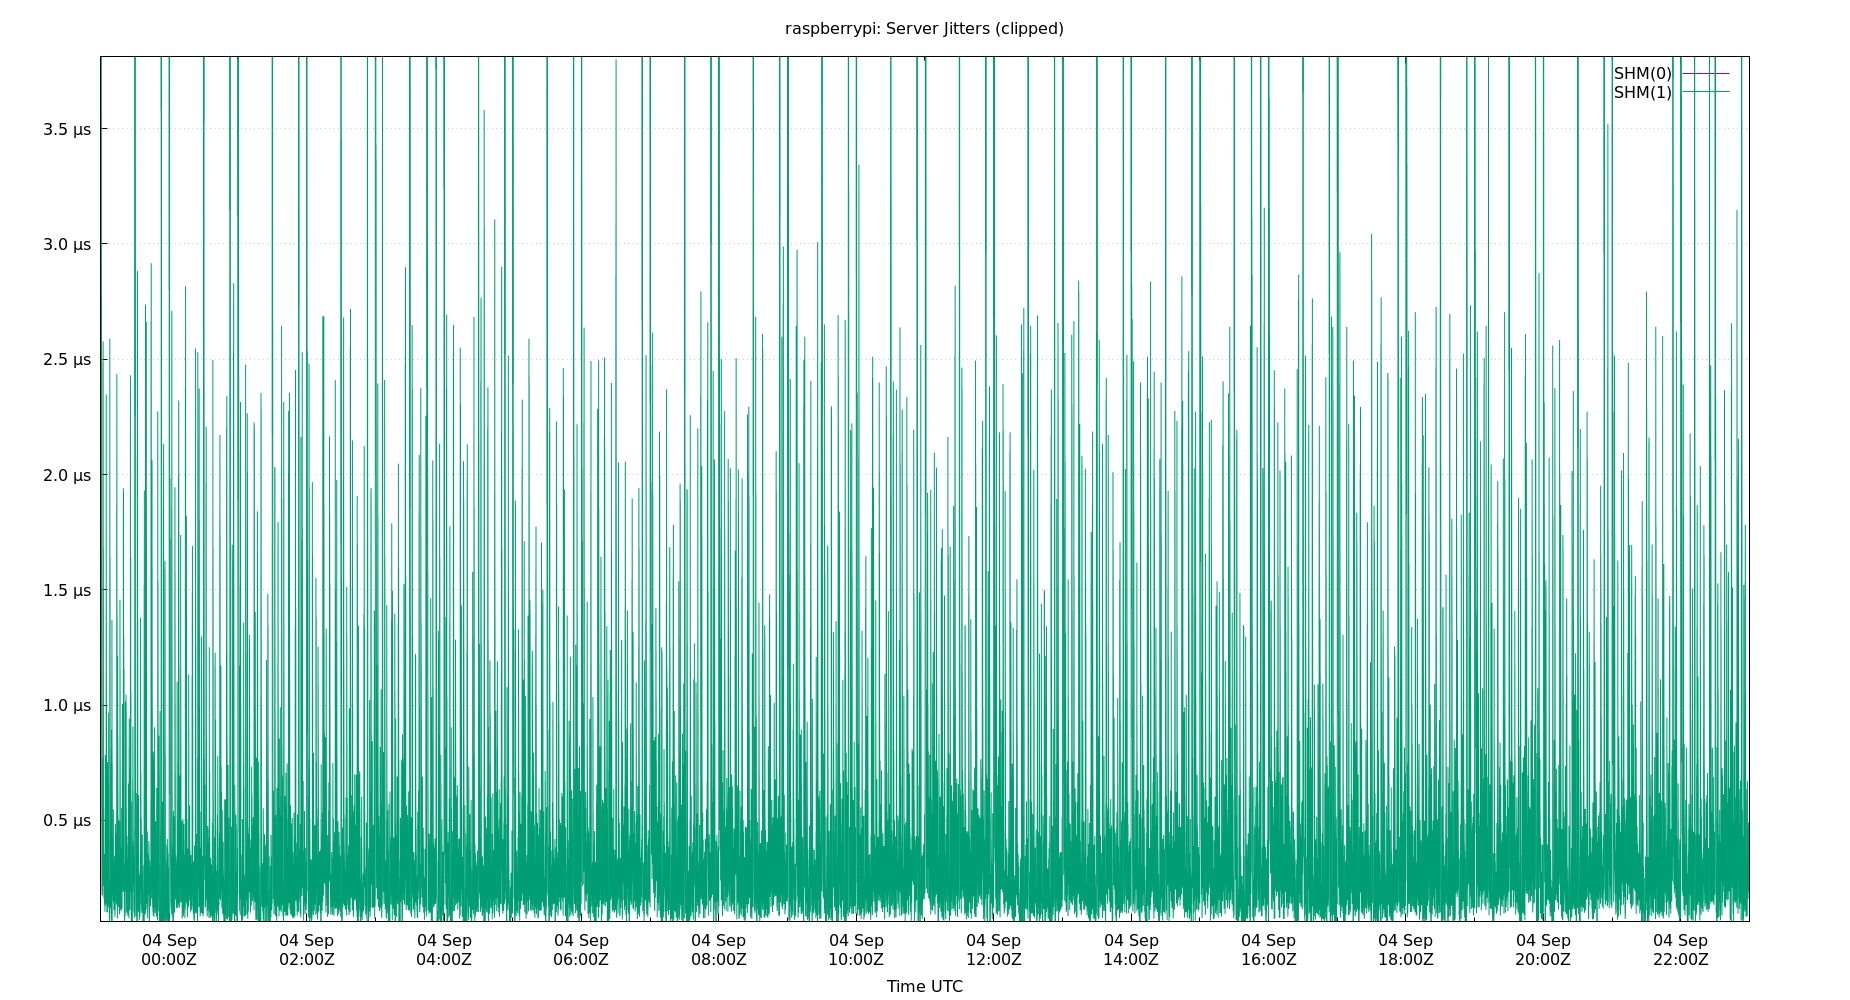 raspberrypi: Server Jitters (clipped)
SHM(0)
SHM(1)
3.5 µs
3.0 µs
2.5 µs
2.0 µs
1.5 µs
1.0 µs
0.5 µs
04 Sep 04 Sep 04 Sep 04 Sep 04 Sep 04 Sep 04 Sep 04 Sep 04 Sep 04 Sep 04 Sep 04 Sep
00:00Z 02:00Z 04:00Z 06:00Z 08:00Z 10:00Z 12:00Z 14:00Z 16:00Z 18:00Z 20:00Z 22:00Z
Time UTC